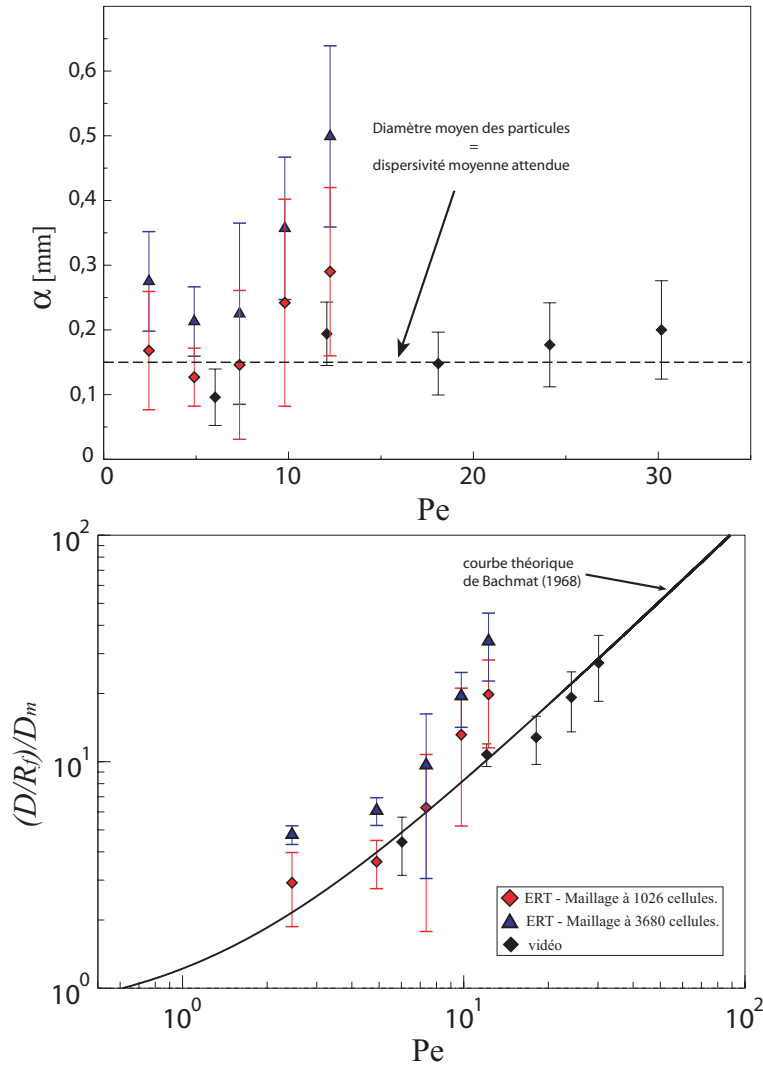 0,6
0,5
0,4
0,3
0,2
0,1
0
α [mm]
Diamètre moyen des particules
=
dispersivité moyenne attendue
0 10 20 30
Pe
10²
10¹
10⁰
(D/Rf)/Dm
courbe théorique
de Bachmat (1968)
ERT - Maillage à 1026 cellules.
ERT - Maillage à 3680 cellules.
vidéo
10⁰ 10¹ 10²
Pe